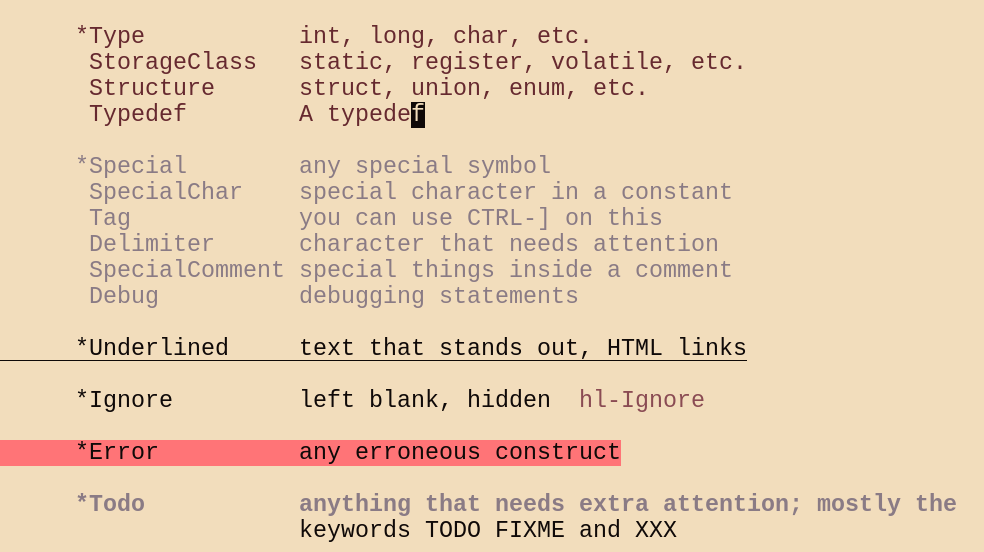 *Type           int, long, char, etc.
 StorageClass   static, register, volatile, etc.
 Structure      struct, union, enum, etc.
 Typedef        A typedef
*Special        any special symbol
 SpecialChar    special character in a constant
 Tag            you can use CTRL-] on this
 Delimiter      character that needs attention
 SpecialComment special things inside a comment
 Debug          debugging statements
*Underlined     text that stands out, HTML links
*Ignore         left blank, hidden  hl-Ignore
*Error          any erroneous construct
*Todo           anything that needs extra attention; mostly the
                keywords TODO FIXME and XXX